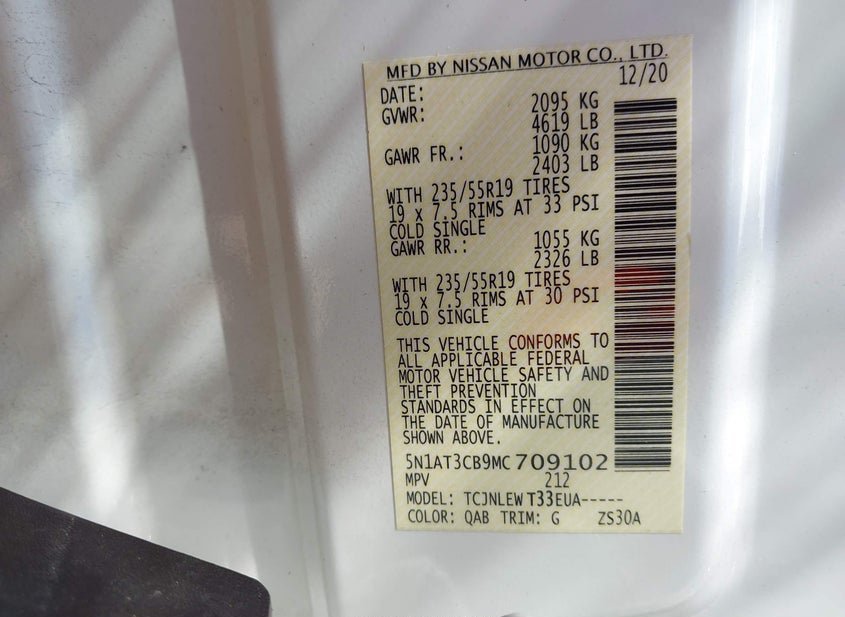 MFD BY NISSAN MOTOR CO., LTD.
DATE: 12/20
GVWR: 2095 KG
4619 LB
GAWR FR.: 1090 KG
2403 LB
WITH 235/55R19 TIRES
19 x 7.5 RIMS AT 33 PSI
COLD SINGLE
GAWR RR.: 1055 KG
2326 LB
WITH 235/55R19 TIRES
19 x 7.5 RIMS AT 30 PSI
COLD SINGLE
THIS VEHICLE CONFORMS TO
ALL APPLICABLE FEDERAL
MOTOR VEHICLE SAFETY AND
THEFT PREVENTION
STANDARDS IN EFFECT ON
THE DATE OF MANUFACTURE
SHOWN ABOVE.
5N1AT3CB9MC709102
MPV 212
MODEL: TCJNLEW T33EUA-----
COLOR: QAB TRIM: G ZS30A